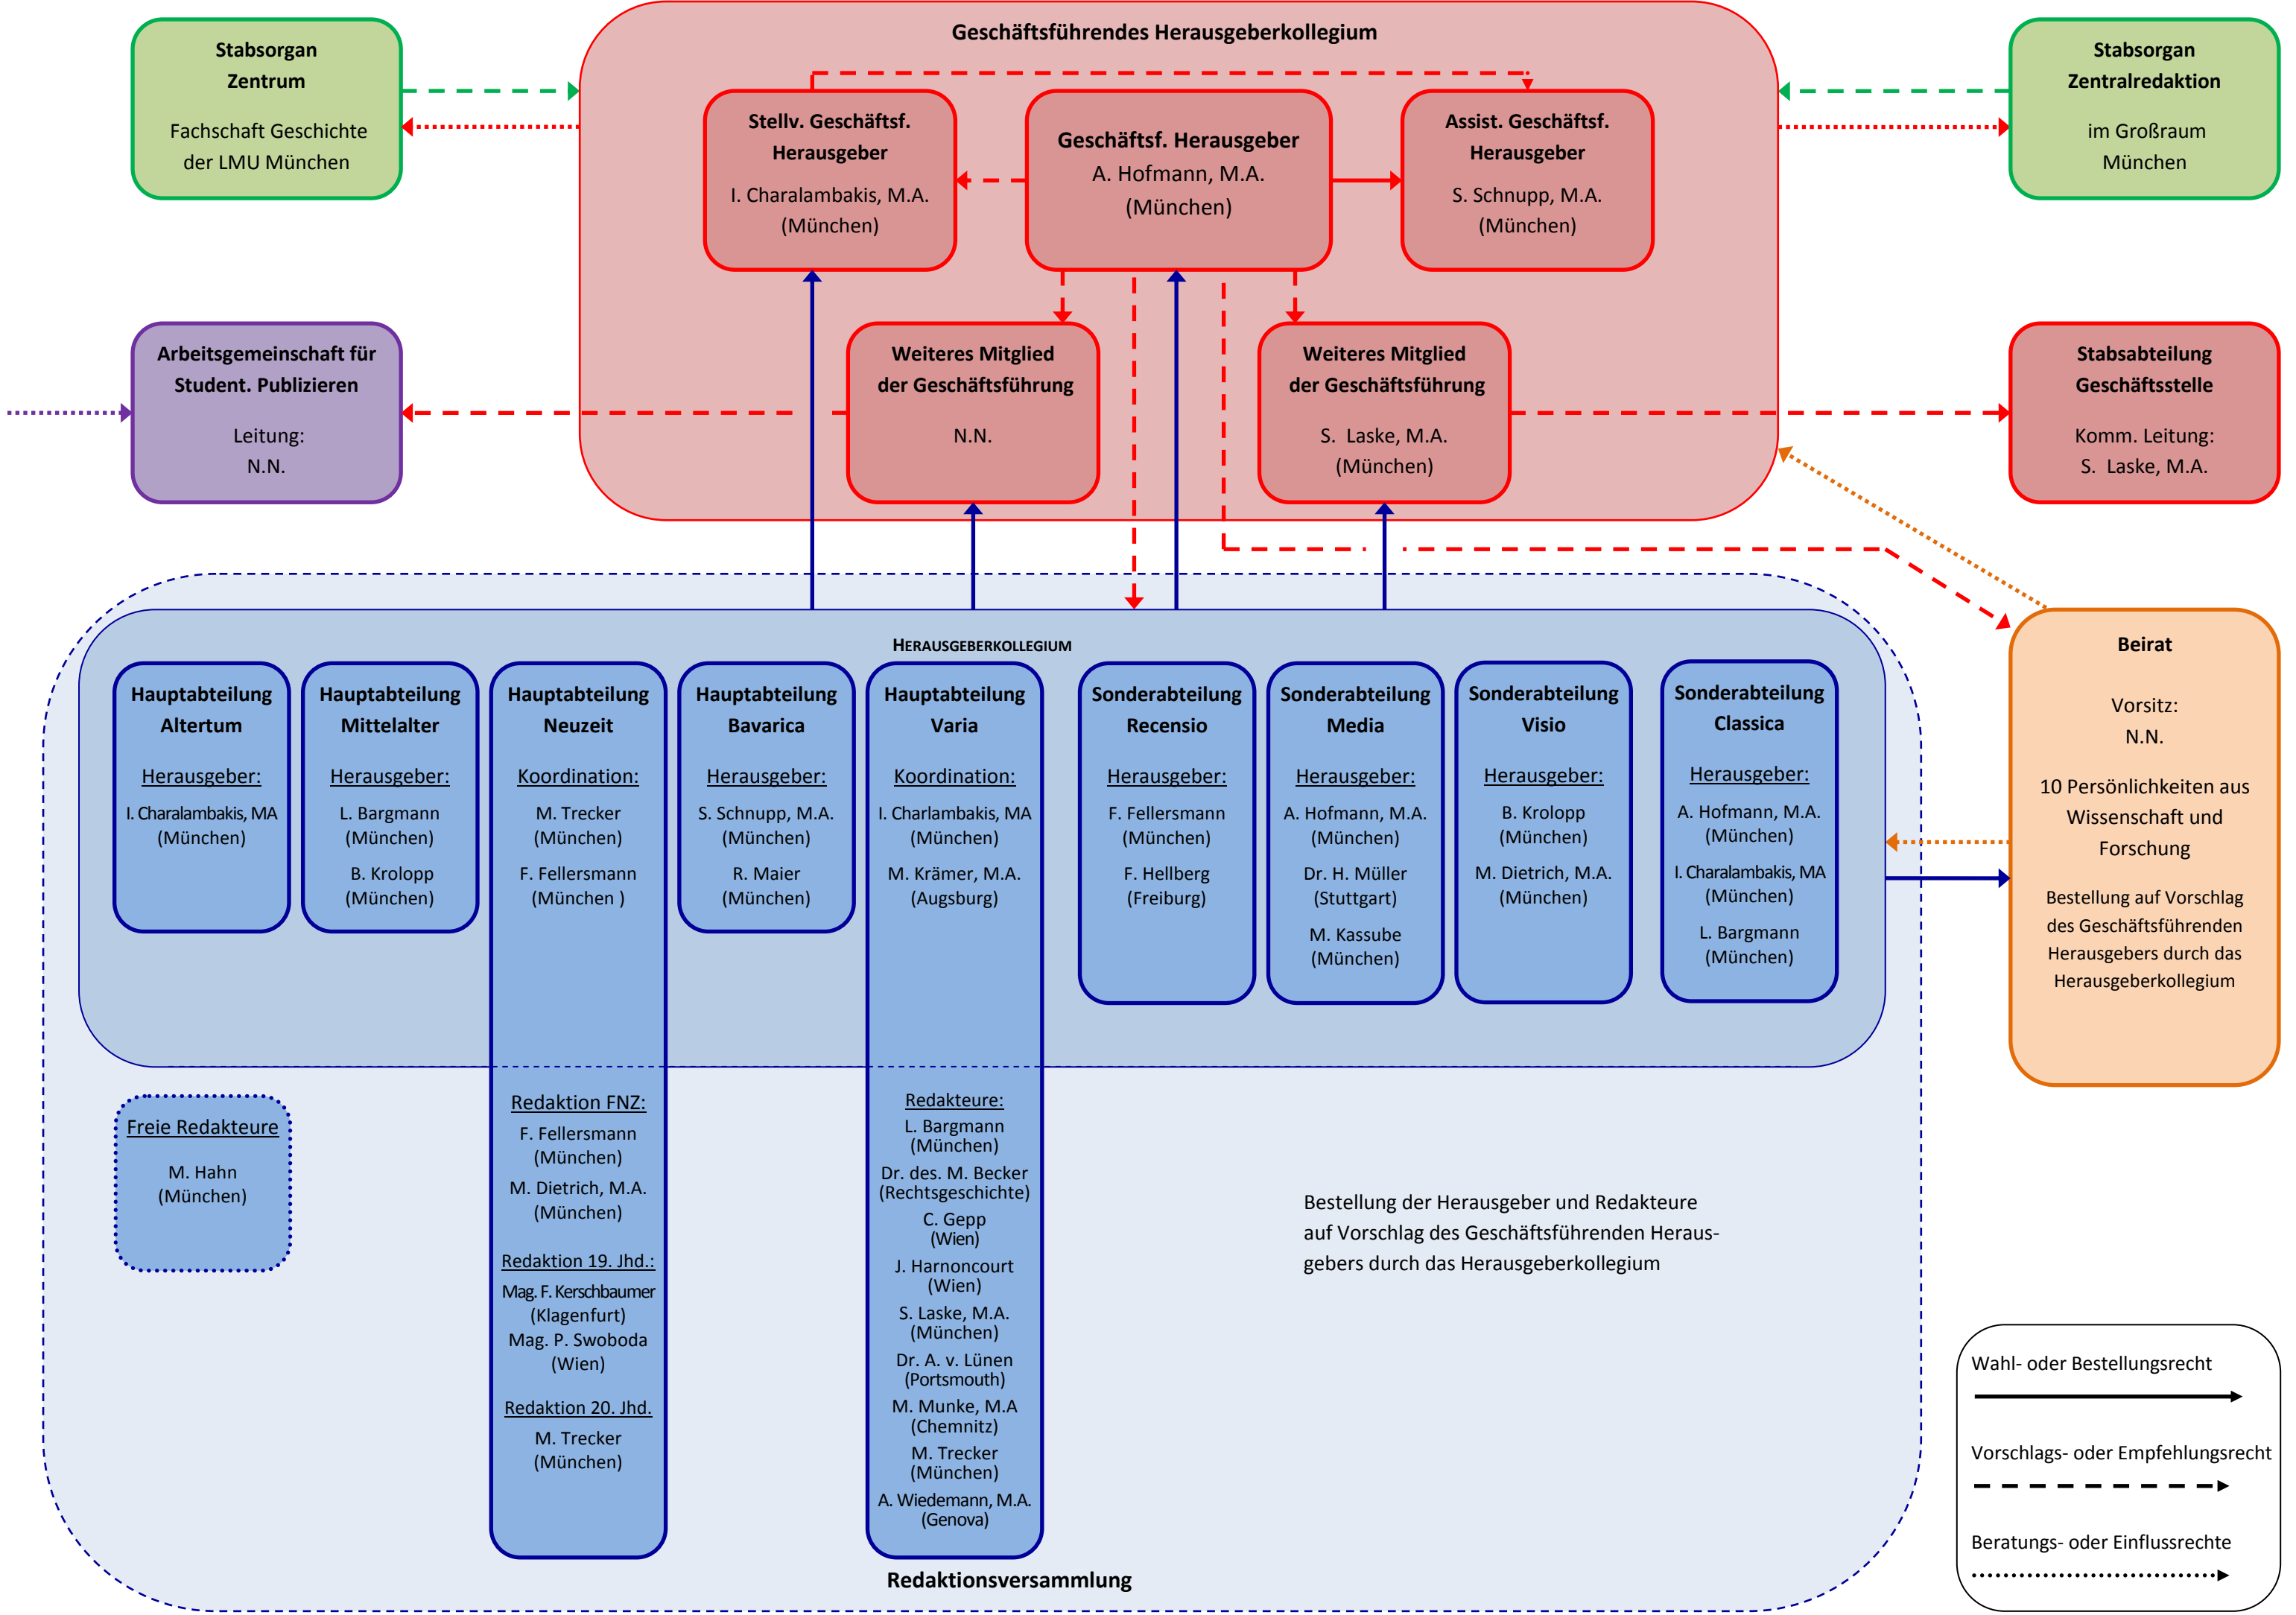 Stabsorgan
Zentrum
Fachschaft Geschichte
der LMU München
Geschäftsführendes Herausgeberkollegium
Stellv. Geschäftsf.
Herausgeber
I. Charalambakis, M.A.
(München)
Geschäftsf. Herausgeber
A. Hofmann, M.A.
(München)
Assist. Geschäftsf.
Herausgeber
S. Schnupp, M.A.
(München)
Stabsorgan
Zentralredaktion
im Großraum
München
Arbeitsgemeinschaft für
Student. Publizieren
Leitung:
N.N.
Weiteres Mitglied
der Geschäftsführung
N.N.
Weiteres Mitglied
der Geschäftsführung
S. Laske, M.A.
(München)
Stabsabteilung
Geschäftsstelle
Komm. Leitung:
S. Laske, M.A.
HERAUSGEBERKOLLEGIUM
Hauptabteilung
Altertum
Herausgeber:
I. Charalambakis, MA
(München)
Hauptabteilung
Mittelalter
Herausgeber:
L. Bargmann
(München)
B. Krolopp
(München)
Hauptabteilung
Neuzeit
Koordination:
M. Trecker
(München)
F. Fellersmann
(München )
Redaktion FNZ:
F. Fellersmann
(München)
M. Dietrich, M.A.
(München)
Redaktion 19. Jhd.:
Mag. F. Kerschbaumer
(Klagenfurt)
Mag. P. Swoboda
(Wien)
Redaktion 20. Jhd.
M. Trecker
(München)
Hauptabteilung
Bavarica
Herausgeber:
S. Schnupp, M.A.
(München)
R. Maier
(München)
Hauptabteilung
Varia
Koordination:
I. Charlambakis, MA
(München)
M. Krämer, M.A.
(Augsburg)
Redakteure:
L. Bargmann
(München)
Dr. des. M. Becker
(Rechtsgeschichte)
C. Gepp
(Wien)
J. Harnoncourt
(Wien)
S. Laske, M.A.
(München)
Dr. A. v. Lünen
(Portsmouth)
M. Munke, M.A
(Chemnitz)
M. Trecker
(München)
A. Wiedemann, M.A.
(Genova)
Sonderabteilung
Recensio
Herausgeber:
F. Fellersmann
(München)
F. Hellberg
(Freiburg)
Sonderabteilung
Media
Herausgeber:
A. Hofmann, M.A.
(München)
Dr. H. Müller
(Stuttgart)
M. Kassube
(München)
Sonderabteilung
Visio
Herausgeber:
B. Krolopp
(München)
M. Dietrich, M.A.
(München)
Sonderabteilung
Classica
Herausgeber:
A. Hofmann, M.A.
(München)
I. Charalambakis, MA
(München)
L. Bargmann
(München)
Beirat
Vorsitz:
N.N.
10 Persönlichkeiten aus
Wissenschaft und
Forschung
Bestellung auf Vorschlag
des Geschäftsführenden
Herausgebers durch das
Herausgeberkollegium
Freie Redakteure
M. Hahn
(München)
Bestellung der Herausgeber und Redakteure
auf Vorschlag des Geschäftsführenden Heraus-
gebers durch das Herausgeberkollegium
Redaktionsversammlung
Wahl- oder Bestellungsrecht
Vorschlags- oder Empfehlungsrecht
Beratungs- oder Einflussrechte